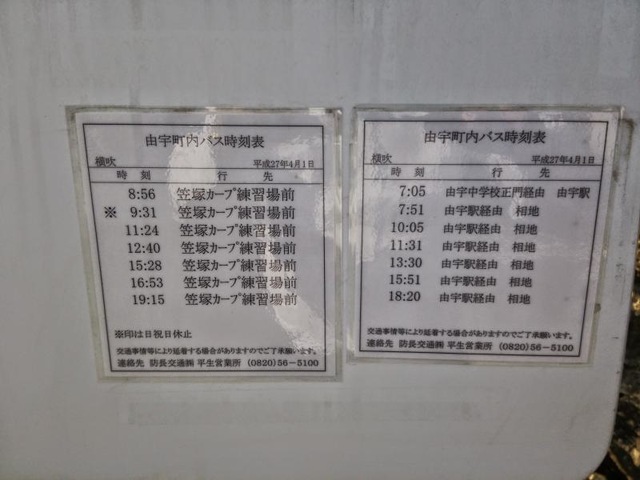 由宇町内バス時刻表
横吹 平成27年4月1日
時 刻 行 先
8:56 笠塚カープ練習場前
※ 9:31 笠塚カープ練習場前
11:24 笠塚カープ練習場前
12:40 笠塚カープ練習場前
15:28 笠塚カープ練習場前
16:53 笠塚カープ練習場前
19:15 笠塚カープ練習場前
※印は日祝日休止
交通事情等により延着する場合がありますのでご了承願います。
連絡先 防長交通㈱ 平生営業所 (0820)56-5100
由宇町内バス時刻表
横吹 平成27年4月1日
時 刻 行 先
7:05 由宇中学校正門経由 由宇駅
7:51 由宇駅経由 相地
10:05 由宇駅経由 相地
11:31 由宇駅経由 相地
13:30 由宇駅経由 相地
15:51 由宇駅経由 相地
18:20 由宇駅経由 相地
交通事情等により延着する場合がありますのでご了承願います。
連絡先 防長交通㈱ 平生営業所 (0820)56-5100